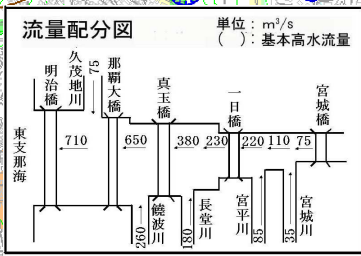 流量配分図
単位：m³/s
（　）：基本高水流量
東支那海
明治橋
久茂地川
75
那覇大橋
真玉橋
一日橋
宮城橋
710
650
380
230
220
110
75
260
饒波川
180
長堂川
宮平川
85
35
宮城川